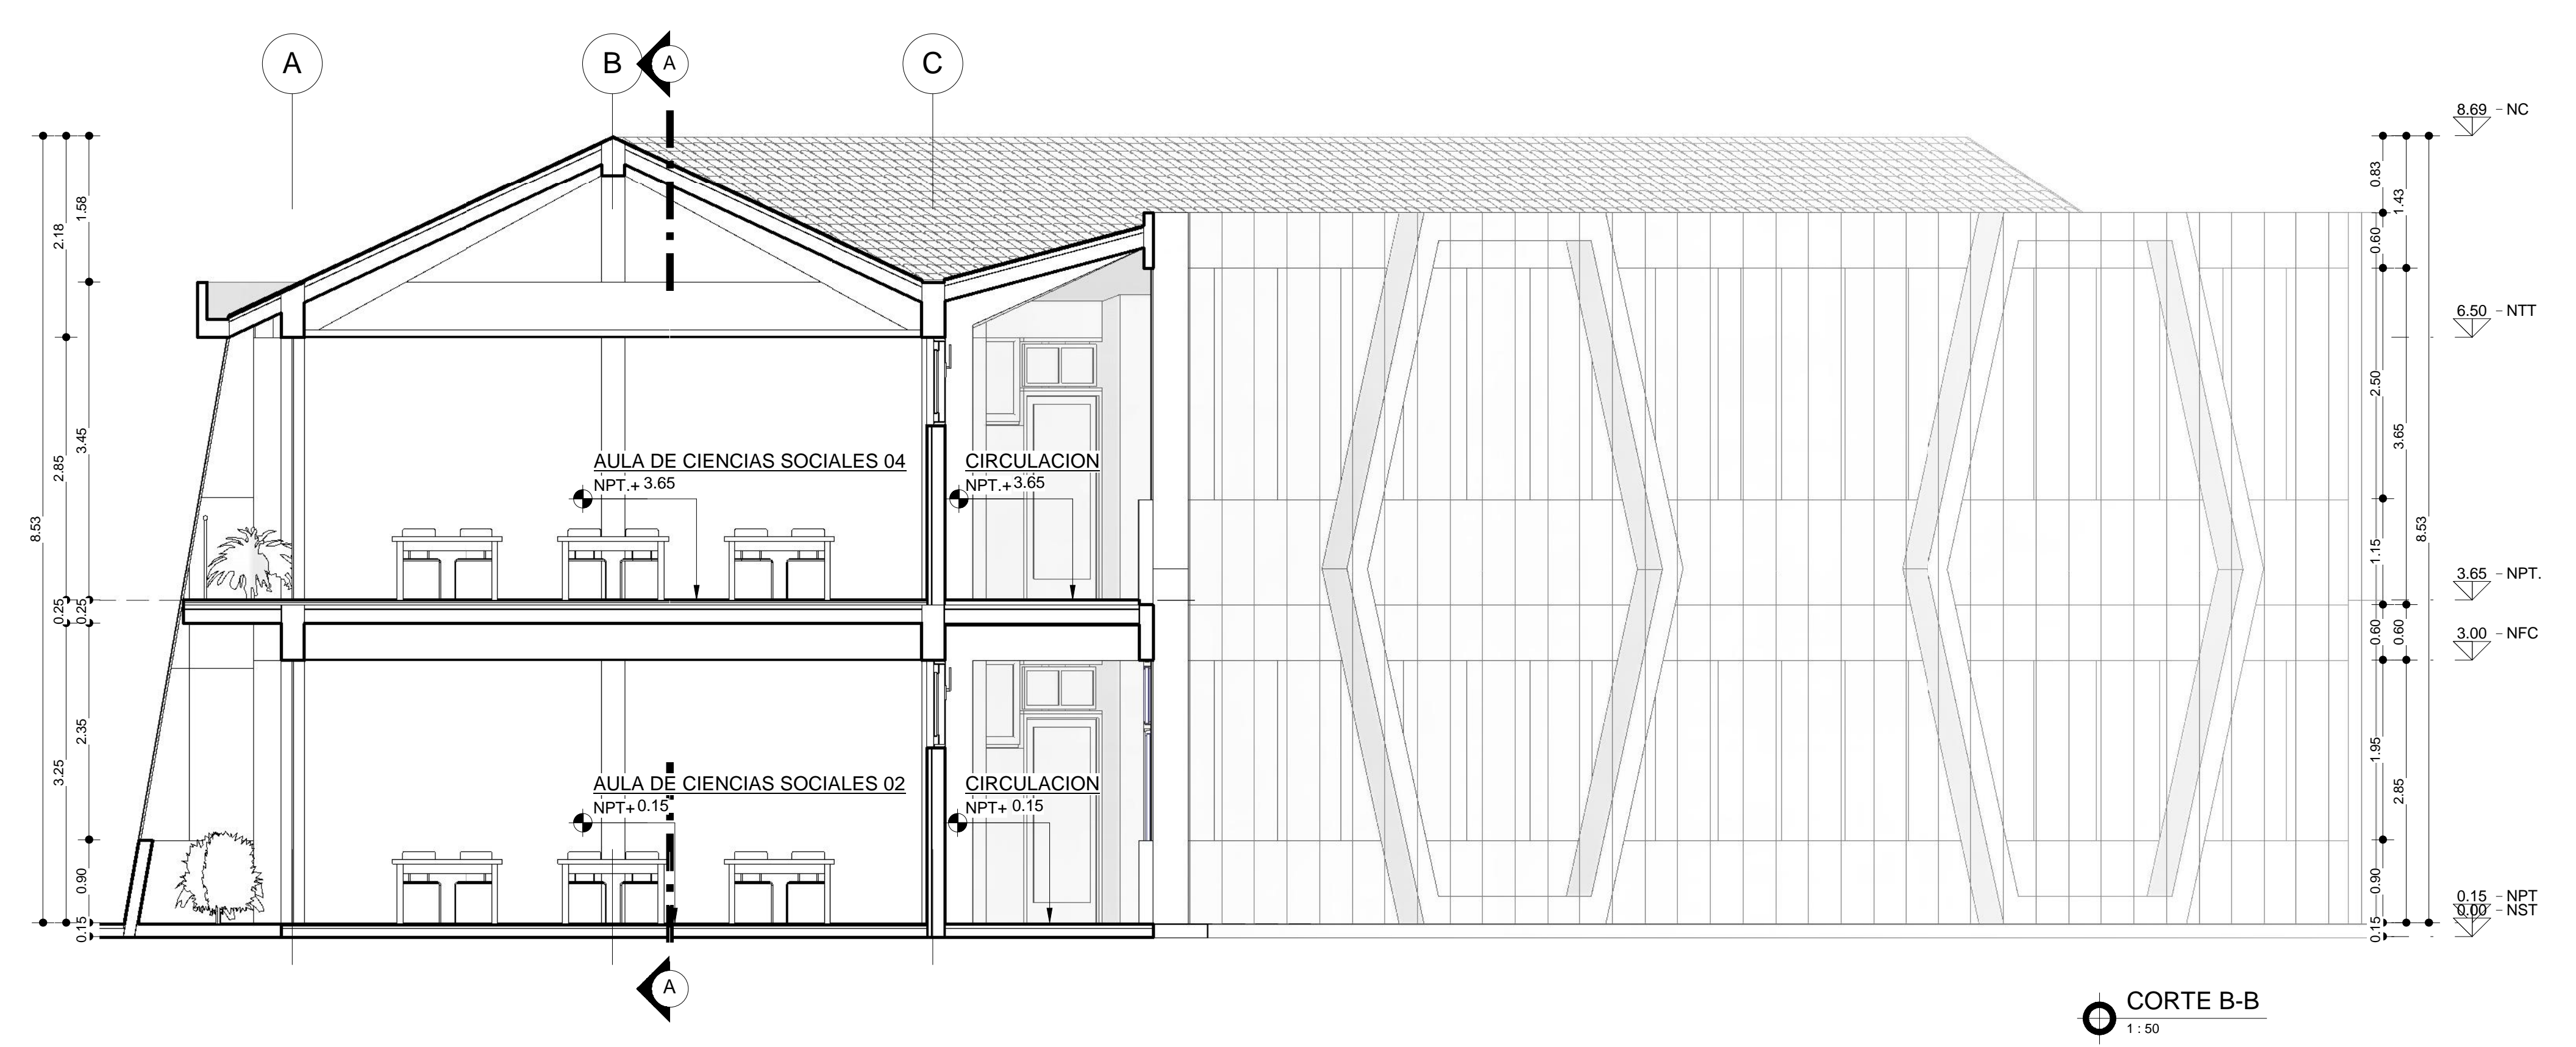 A
B
A
C
8.69 - NC
1.58
2.18
0.83
1.43
0.60
6.50 - NTT
2.50
3.45
2.85
3.65
AULA DE CIENCIAS SOCIALES 04
CIRCULACION
NPT.+ 3.65
NPT.+ 3.65
8.53
8.53
1.15
3.65 - NPT.
0.25
0.25
0.60
0.60
3.00 - NFC
2.35
3.25
1.95
2.85
AULA DE CIENCIAS SOCIALES 02
CIRCULACION
NPT+ 0.15
NPT+ 0.15
0.90
0.90
0.15 - NPT
0.00 - NST
0.15
0.15
A
CORTE B-B
1 : 50